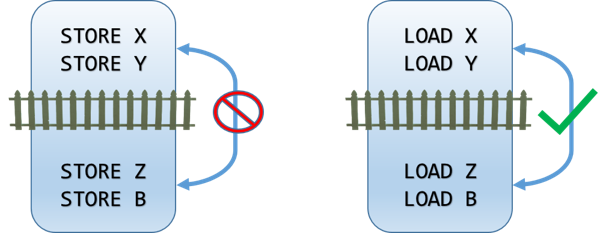 STORE X
STORE Y
STORE Z
STORE B
LOAD X
LOAD Y
LOAD Z
LOAD B